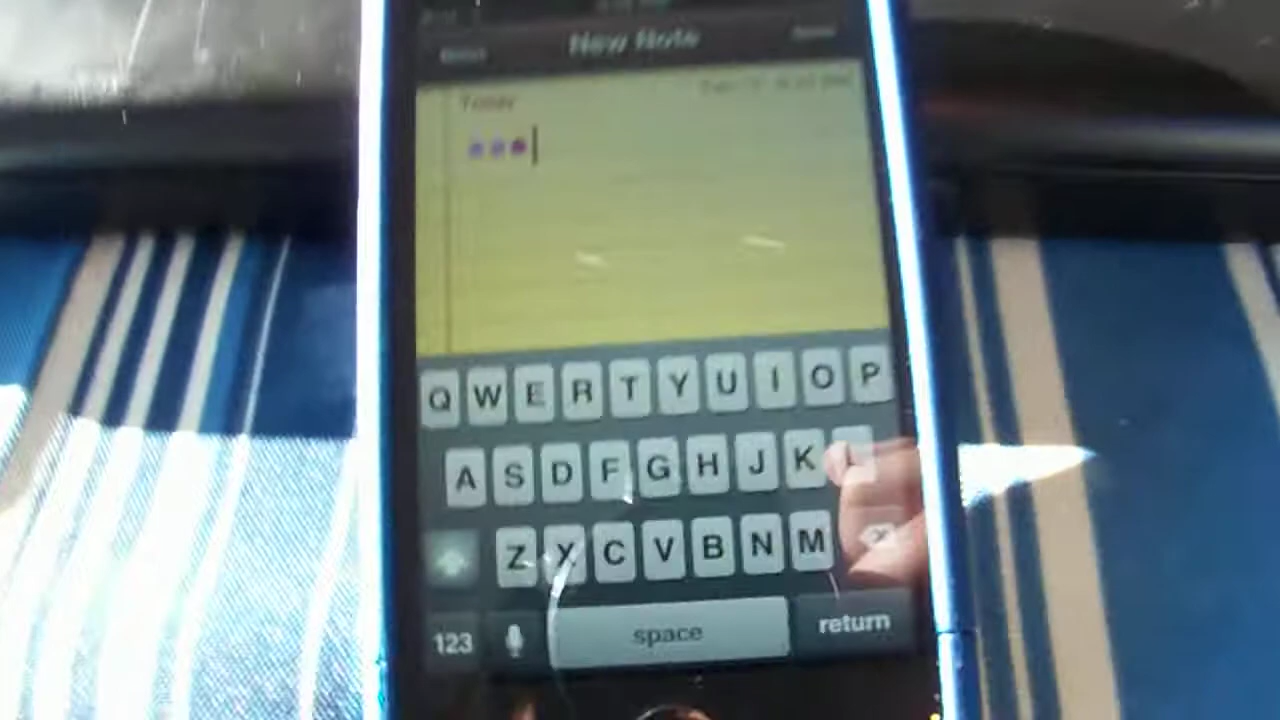 New Note
Today
Q W E R T Y U I O P
A S D F G H J K
Z X C V B N M
123 space return